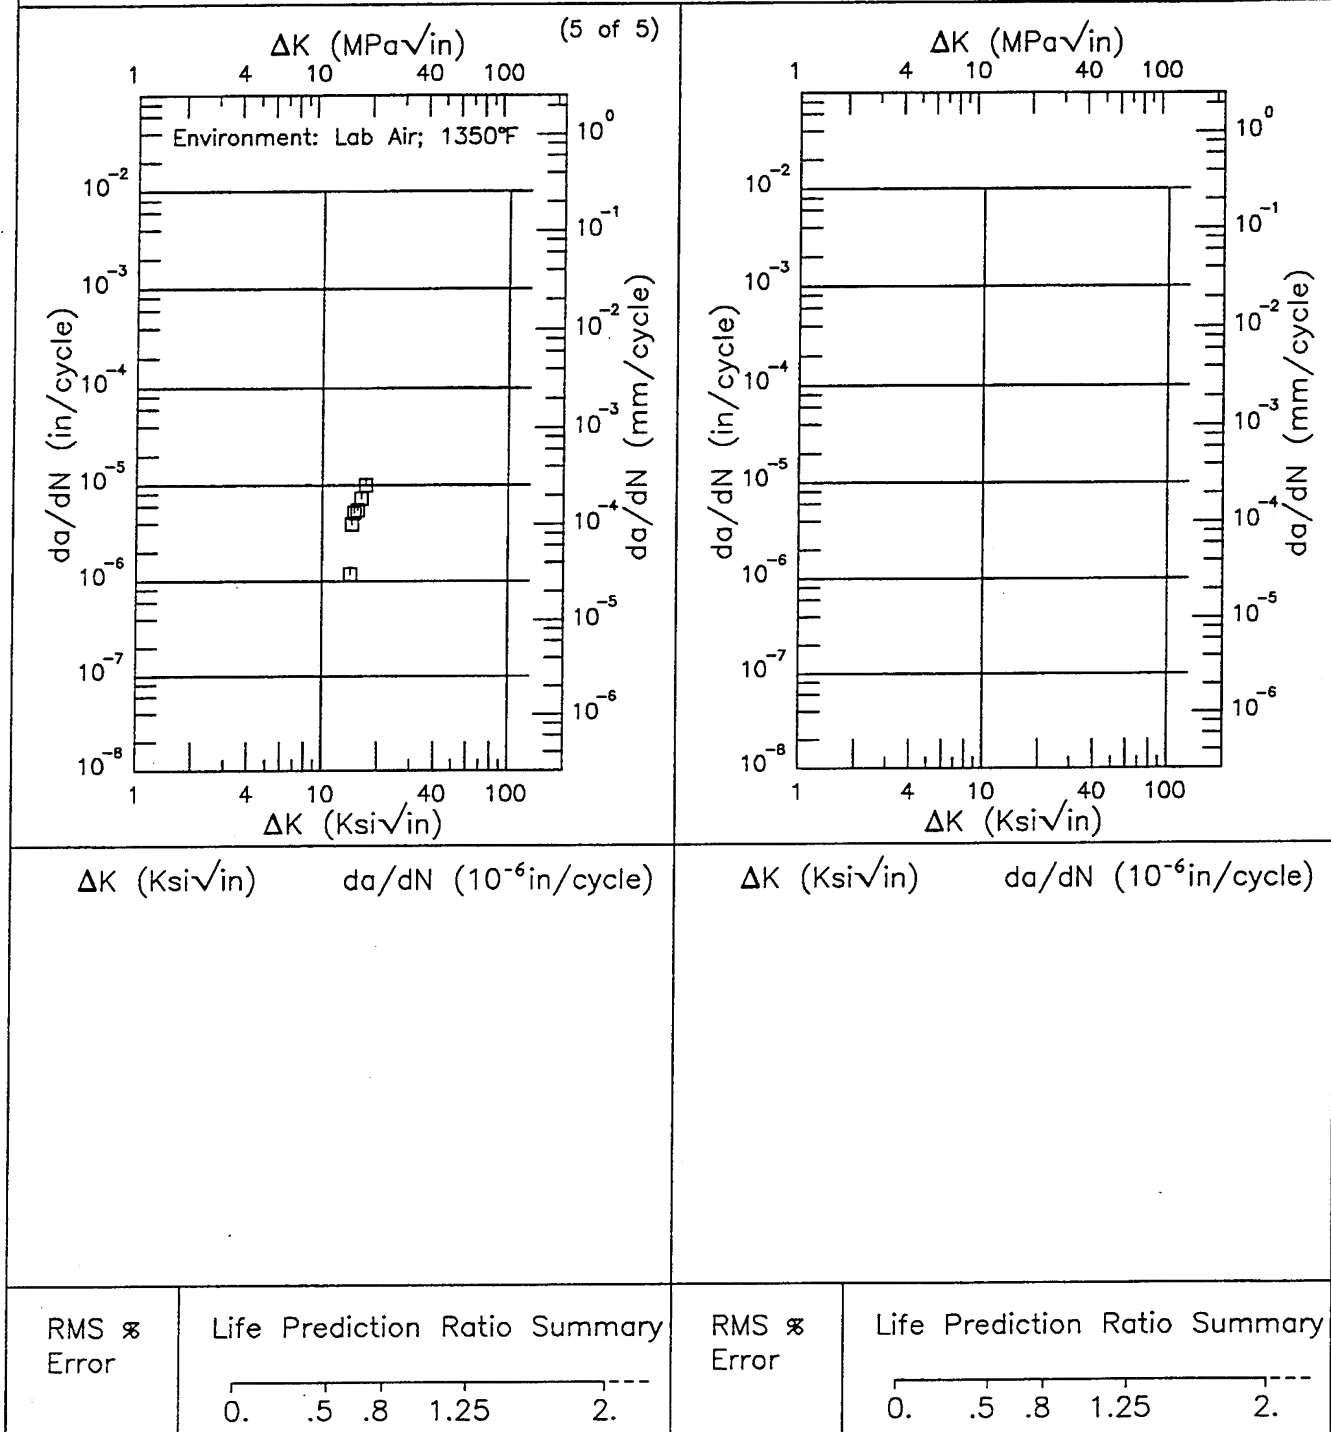 (5 of 5)
ΔK (MPa√in)
1 4 10 40 100
Environment: Lab Air; 1350°F
da/dN (in/cycle)
10⁻²
10⁻³
10⁻⁴
10⁻⁵
10⁻⁶
10⁻⁷
10⁻⁸
10⁰
10⁻¹
10⁻²
10⁻³
10⁻⁴
10⁻⁵
10⁻⁶
da/dN (mm/cycle)
1 4 10 40 100
ΔK (Ksi√in)
ΔK (MPa√in)
1 4 10 40 100
da/dN (in/cycle)
10⁻²
10⁻³
10⁻⁴
10⁻⁵
10⁻⁶
10⁻⁷
10⁻⁸
10⁰
10⁻¹
10⁻²
10⁻³
10⁻⁴
10⁻⁵
10⁻⁶
da/dN (mm/cycle)
1 4 10 40 100
ΔK (Ksi√in)
ΔK (Ksi√in) da/dN (10⁻⁶in/cycle)
ΔK (Ksi√in) da/dN (10⁻⁶in/cycle)
RMS %
Error
Life Prediction Ratio Summary
0. .5 .8 1.25 2.
RMS %
Error
Life Prediction Ratio Summary
0. .5 .8 1.25 2.